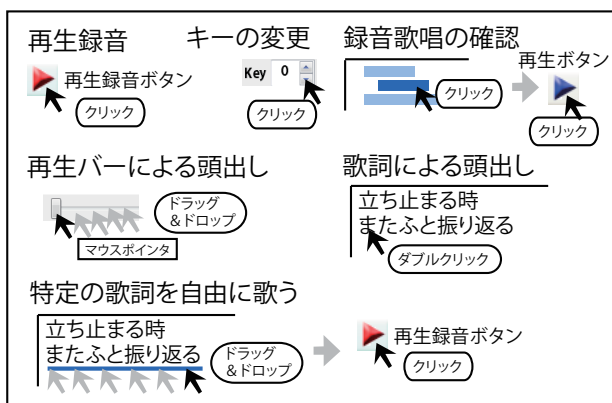 再生録音
再生録音ボタン
クリック
キーの変更
Key 0
クリック
録音歌唱の確認
クリック
再生ボタン
クリック
再生バーによる頭出し
ドラッグ
&ドロップ
マウスポインタ
歌詞による頭出し
立ち止まる時
またふと振り返る
ダブルクリック
特定の歌詞を自由に歌う
立ち止まる時
またふと振り返る
ドラッグ
&ドロップ
再生録音ボタン
クリック